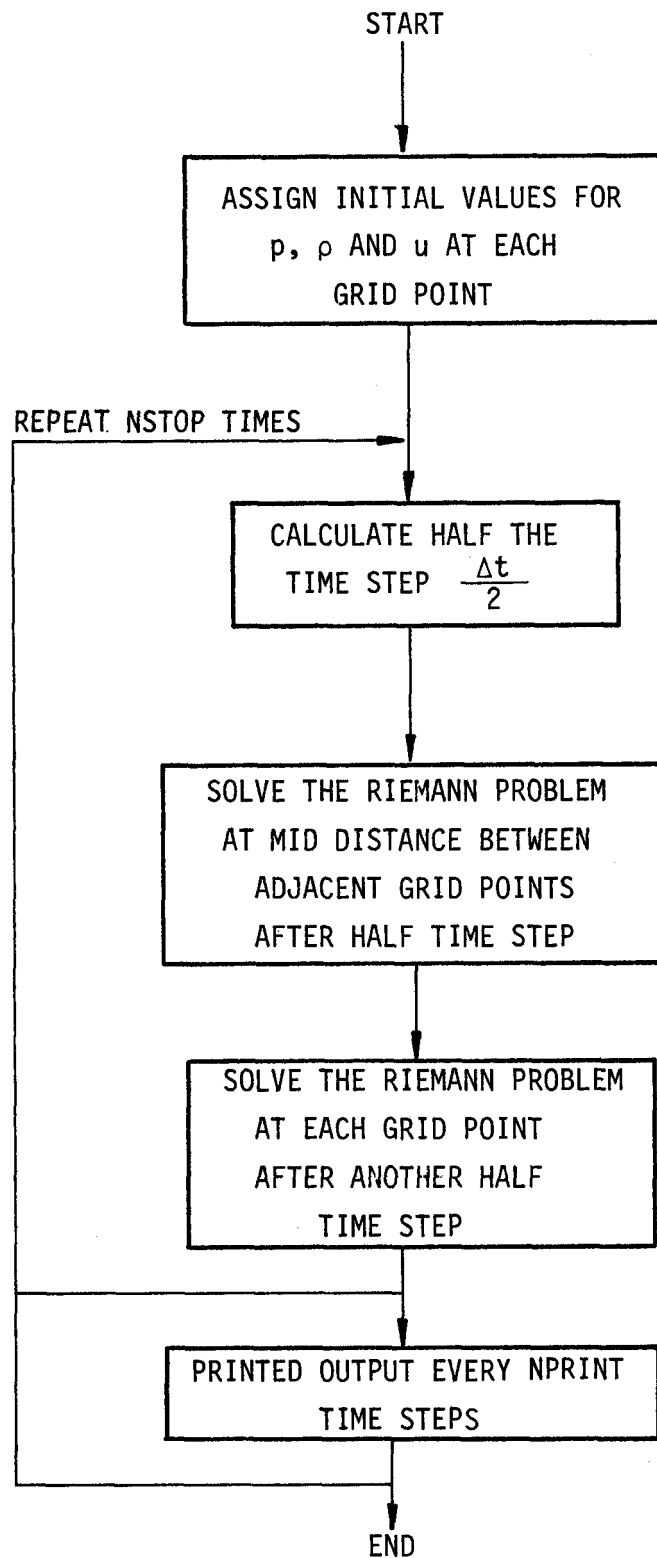 START
ASSIGN INITIAL VALUES FOR
p, ρ AND u AT EACH
GRID POINT
REPEAT NSTOP TIMES
CALCULATE HALF THE
TIME STEP Δt/2
SOLVE THE RIEMANN PROBLEM
AT MID DISTANCE BETWEEN
ADJACENT GRID POINTS
AFTER HALF TIME STEP
SOLVE THE RIEMANN PROBLEM
AT EACH GRID POINT
AFTER ANOTHER HALF
TIME STEP
PRINTED OUTPUT EVERY NPRINT
TIME STEPS
END